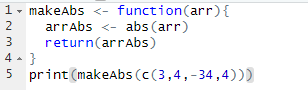 1 makeAbs <- function(arr){
2   arrAbs <- abs(arr)
3   return(arrAbs)
4 }
5 print(makeAbs(c(3,4,-34,4)))